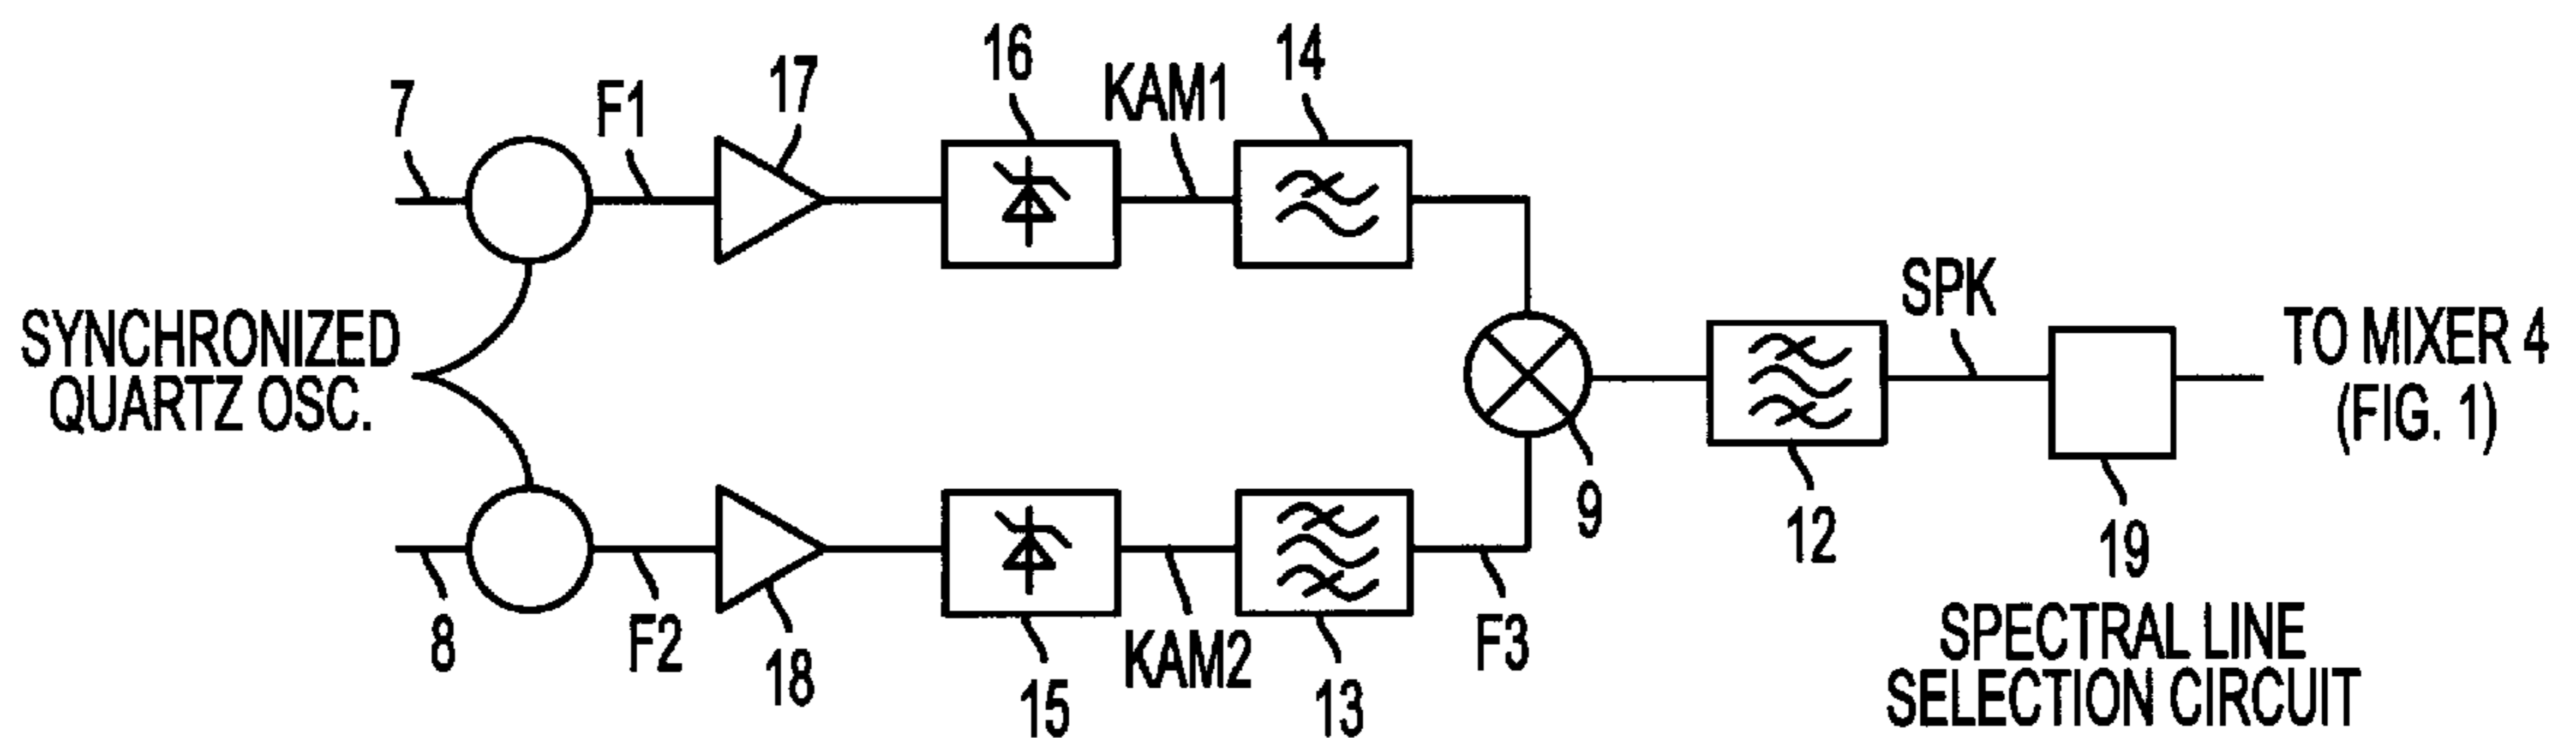 7
F1
17
16
KAM1
14
SYNCHRONIZED
QUARTZ OSC.
8
F2
18
15
KAM2
13
F3
9
12
SPK
19
SPECTRAL LINE
SELECTION CIRCUIT
TO MIXER 4
(FIG. 1)